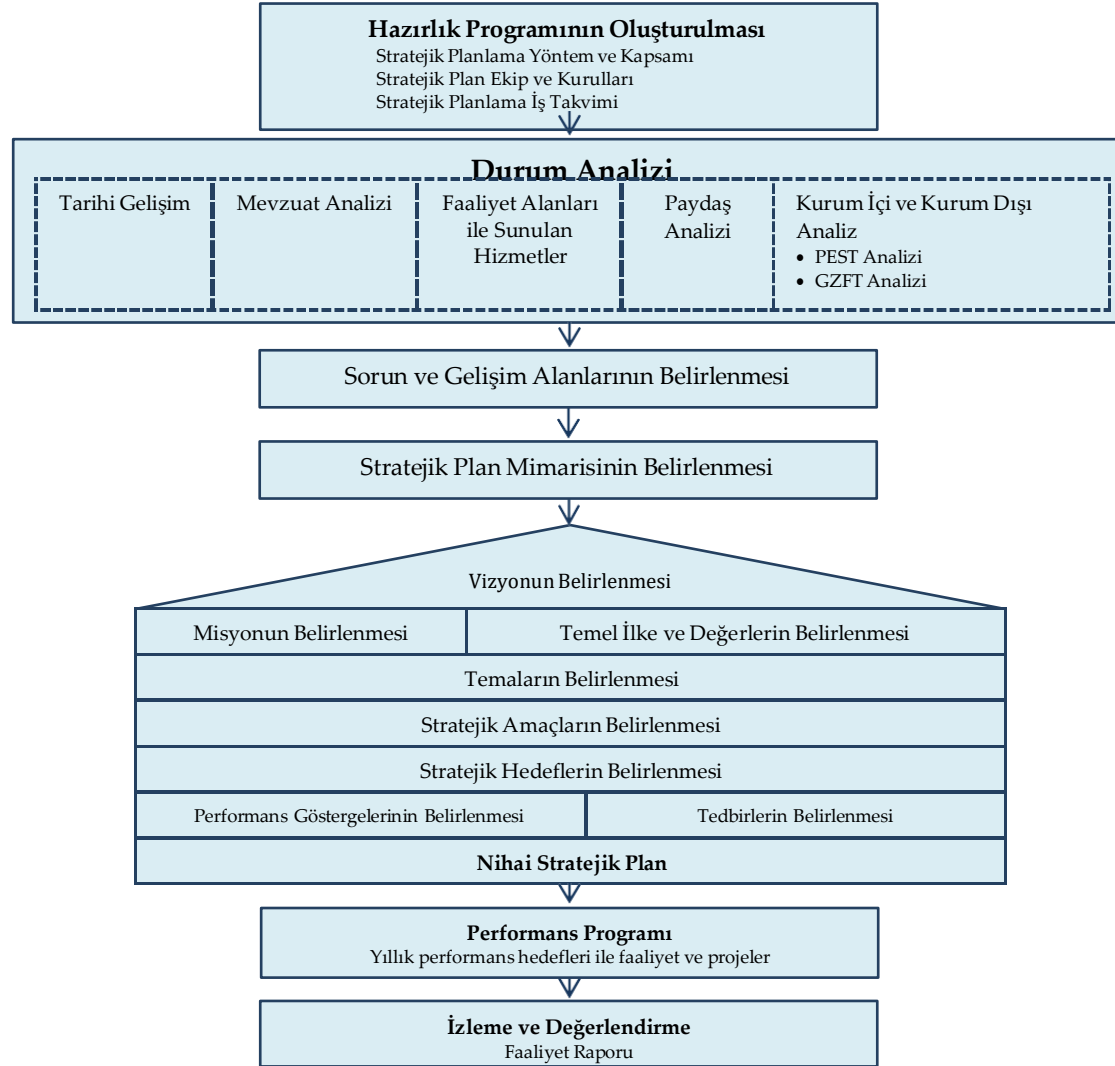 Hazırlık Programının Oluşturulması
Stratejik Planlama Yöntem ve Kapsamı
Stratejik Plan Ekip ve Kurulları
Stratejik Planlama İş Takvimi
Durum Analizi
Tarihi Gelişim
Mevzuat Analizi
Faaliyet Alanları
ile Sunulan
Hizmetler
Paydaş
Analizi
Kurum İçi ve Kurum Dışı
Analiz
• PEST Analizi
• GZFT Analizi
Sorun ve Gelişim Alanlarının Belirlenmesi
Stratejik Plan Mimarisinin Belirlenmesi
Vizyonun Belirlenmesi
Misyonun Belirlenmesi
Temel İlke ve Değerlerin Belirlenmesi
Temaların Belirlenmesi
Stratejik Amaçların Belirlenmesi
Stratejik Hedeflerin Belirlenmesi
Performans Göstergelerinin Belirlenmesi
Tedbirlerin Belirlenmesi
Nihai Stratejik Plan
Performans Programı
Yıllık performans hedefleri ile faaliyet ve projeler
İzleme ve Değerlendirme
Faaliyet Raporu